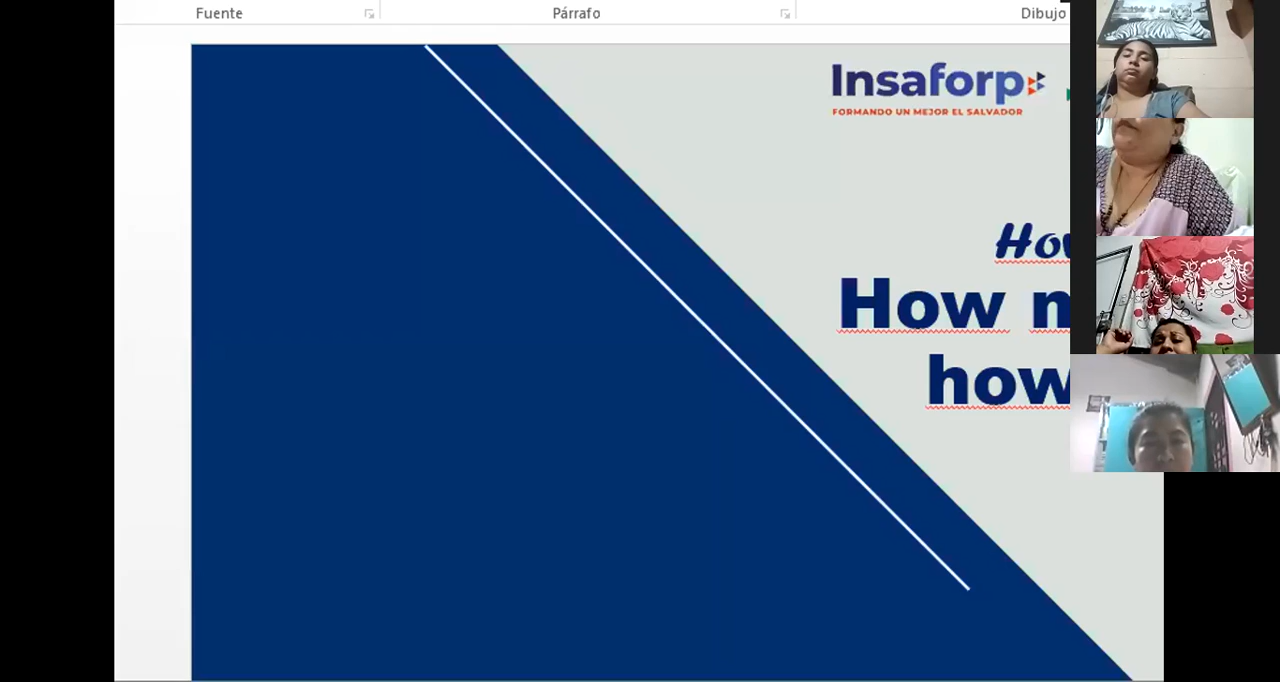 Fuente
Párrafo
Dibujo
Insaforp
FORMANDO UN MEJOR EL SALVADOR
How
how